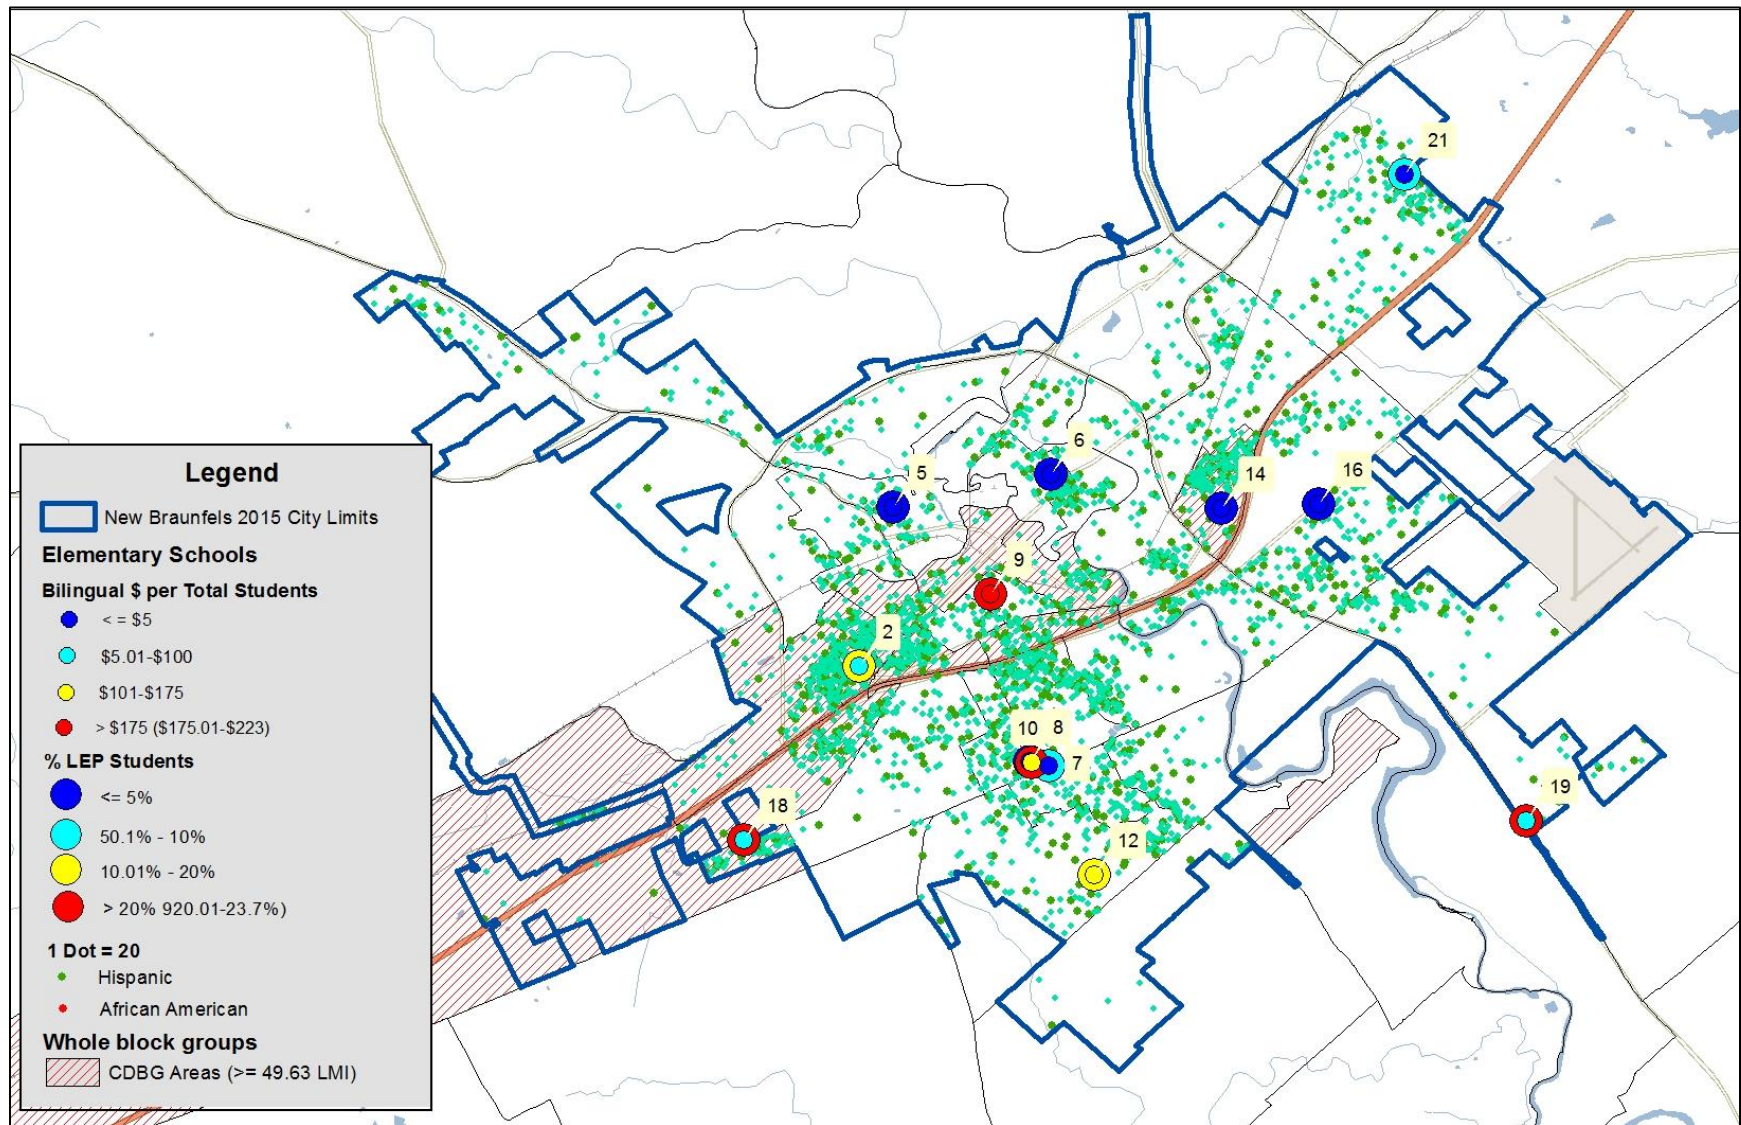 21
6
5
14
16
9
2
10
8
7
18
19
12
Legend
New Braunfels 2015 City Limits
Elementary Schools
Bilingual $ per Total Students
< = $5
$5.01-$100
$101-$175
> $175 ($175.01-$223)
% LEP Students
<= 5%
50.1% - 10%
10.01% - 20%
> 20% 920.01-23.7%)
1 Dot = 20
Hispanic
African American
Whole block groups
CDBG Areas (>= 49.63 LMI)